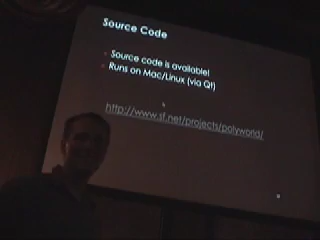 Source Code
Source code is available!
Runs on Mac/Linux (via Qt)
http://www.sf.net/projects/polyworld/